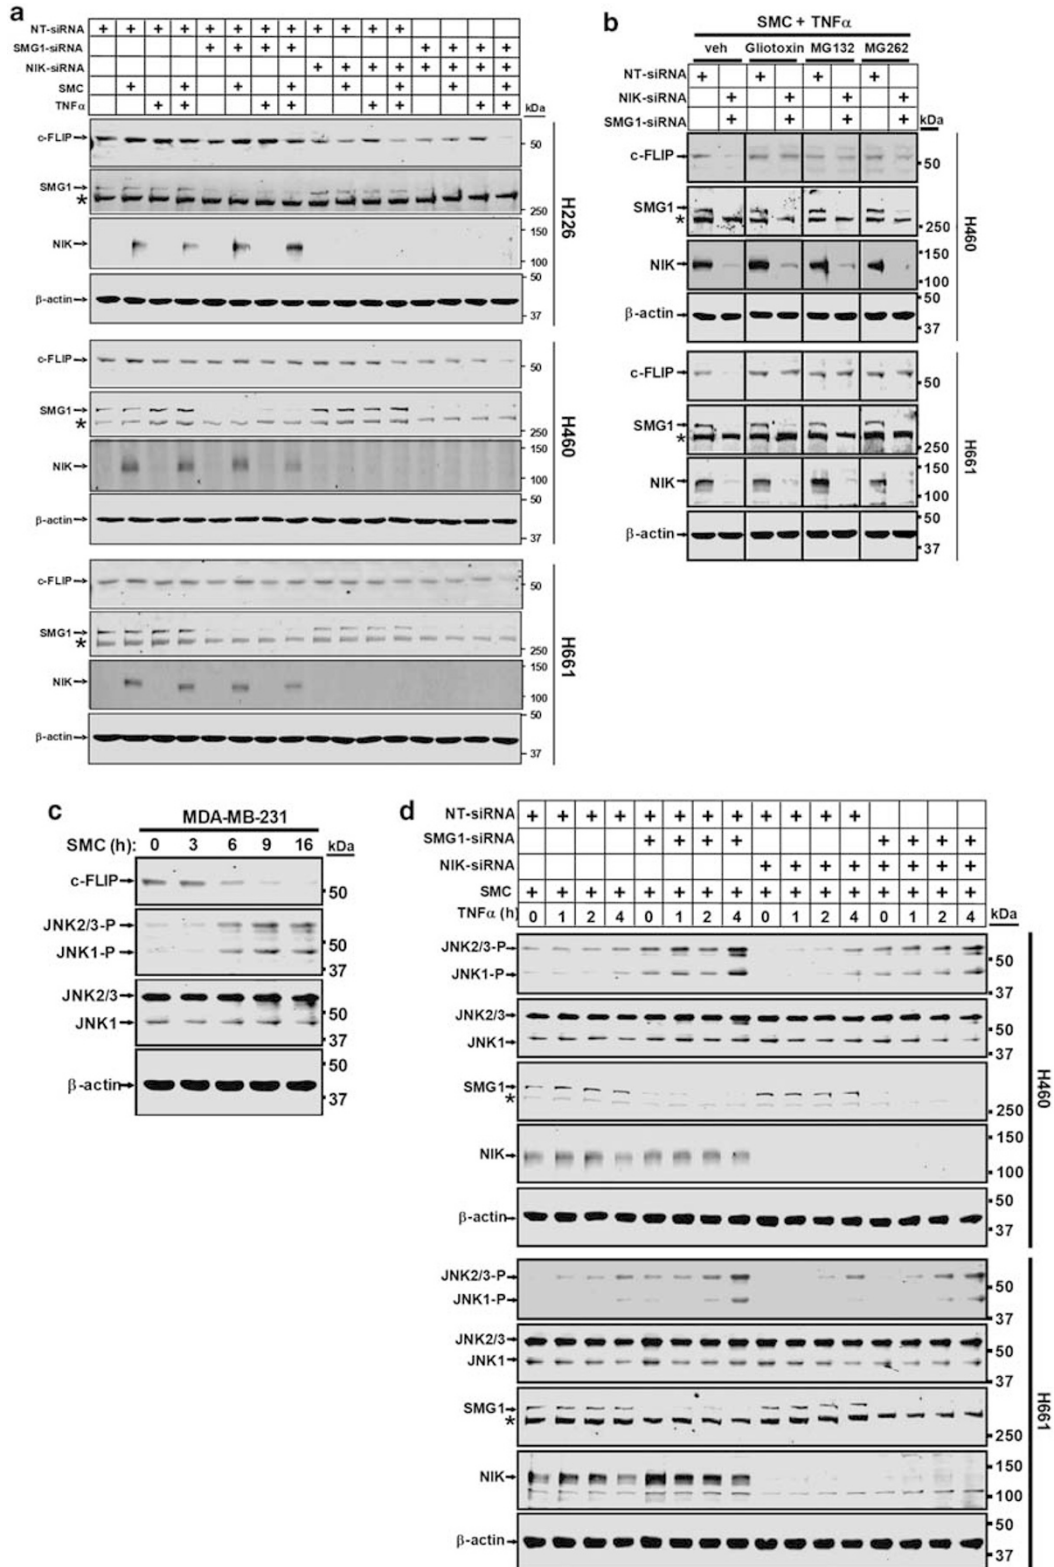 a
NT-siRNA + + + + + + + + + + + +
SMG1-siRNA + + + + + + + +
NIK-siRNA + + + + + + + +
SMC + + + + + + + +
TNFα + + + + + + + +
kDa
c-FLIP
50
SMG1
*
250
NIK
150
100
β-actin
50
37
H226
c-FLIP
50
SMG1
*
250
NIK
150
100
β-actin
50
37
H460
c-FLIP
50
SMG1
*
250
NIK
150
100
β-actin
50
37
H661
b
SMC + TNFα
veh Gliotoxin MG132 MG262
NT-siRNA + + + +
NIK-siRNA + + + +
SMG1-siRNA + + + +
kDa
c-FLIP
50
SMG1
*
250
NIK
150
100
β-actin
50
37
H460
c-FLIP
50
SMG1
*
250
NIK
150
100
β-actin
50
37
H661
c
MDA-MB-231
SMC (h): 0 3 6 9 16 kDa
c-FLIP
50
JNK2/3-P
JNK1-P
50
37
JNK2/3
JNK1
50
37
β-actin
50
37
d
NT-siRNA + + + + + + + + + + + +
SMG1-siRNA + + + + + + + +
NIK-siRNA + + + + + + + +
SMC + + + + + + + + + + + + + + + +
TNFα (h) 0 1 2 4 0 1 2 4 0 1 2 4 0 1 2 4 kDa
JNK2/3-P
JNK1-P
50
37
JNK2/3
JNK1
50
37
SMG1
*
250
NIK
150
100
β-actin
50
37
H460
JNK2/3-P
JNK1-P
50
37
JNK2/3
JNK1
50
37
SMG1
*
250
NIK
150
100
β-actin
50
37
H661